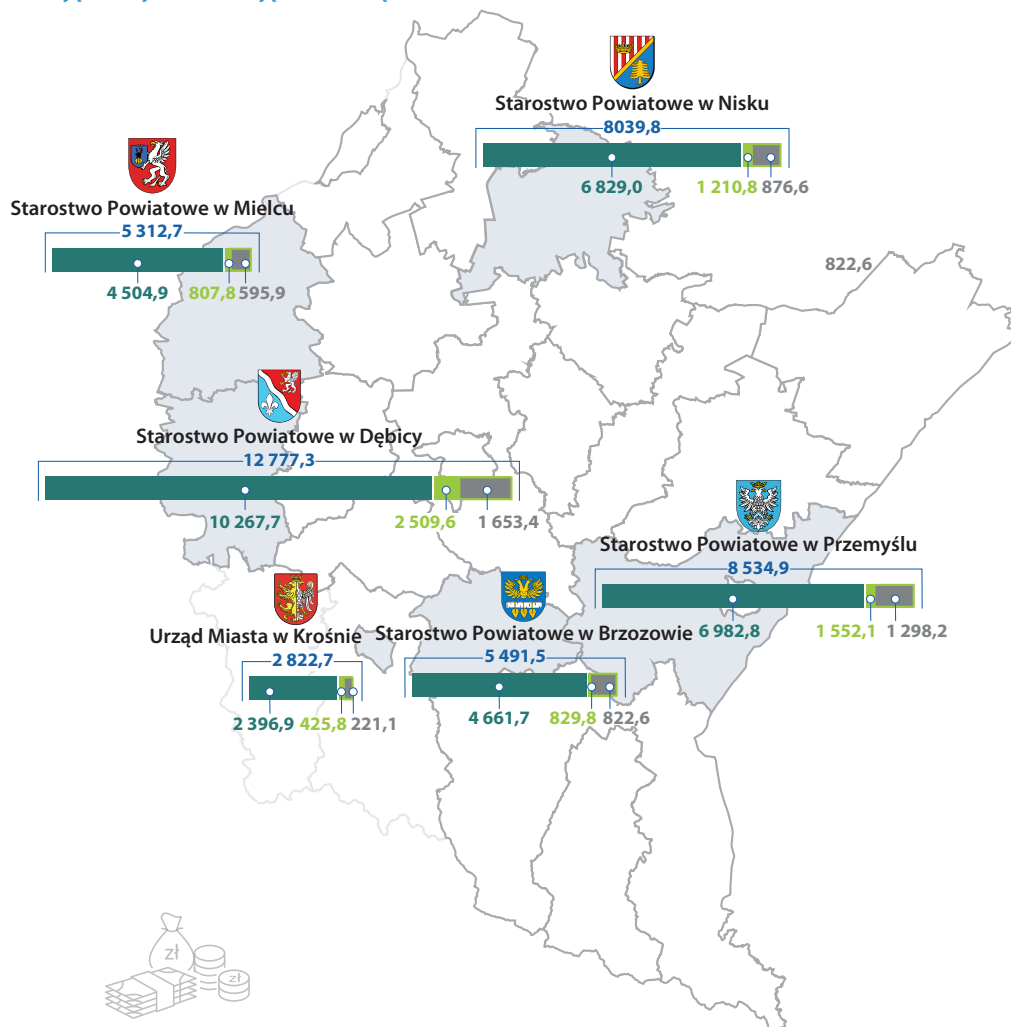 Starostwo Powiatowe w Nisku
8039,8
6 829,0 1 210,8 876,6
Starostwo Powiatowe w Mielcu
5 312,7
4 504,9 807,8 595,9
822,6
Starostwo Powiatowe w Dębicy
12 777,3
10 267,7 2 509,6 1 653,4
Starostwo Powiatowe w Przemyślu
8 534,9
6 982,8 1 552,1 1 298,2
Urząd Miasta w Krośnie
2 822,7
2 396,9 425,8 221,1
Starostwo Powiatowe w Brzozowie
5 491,5
4 661,7 829,8 822,6
zł
zł